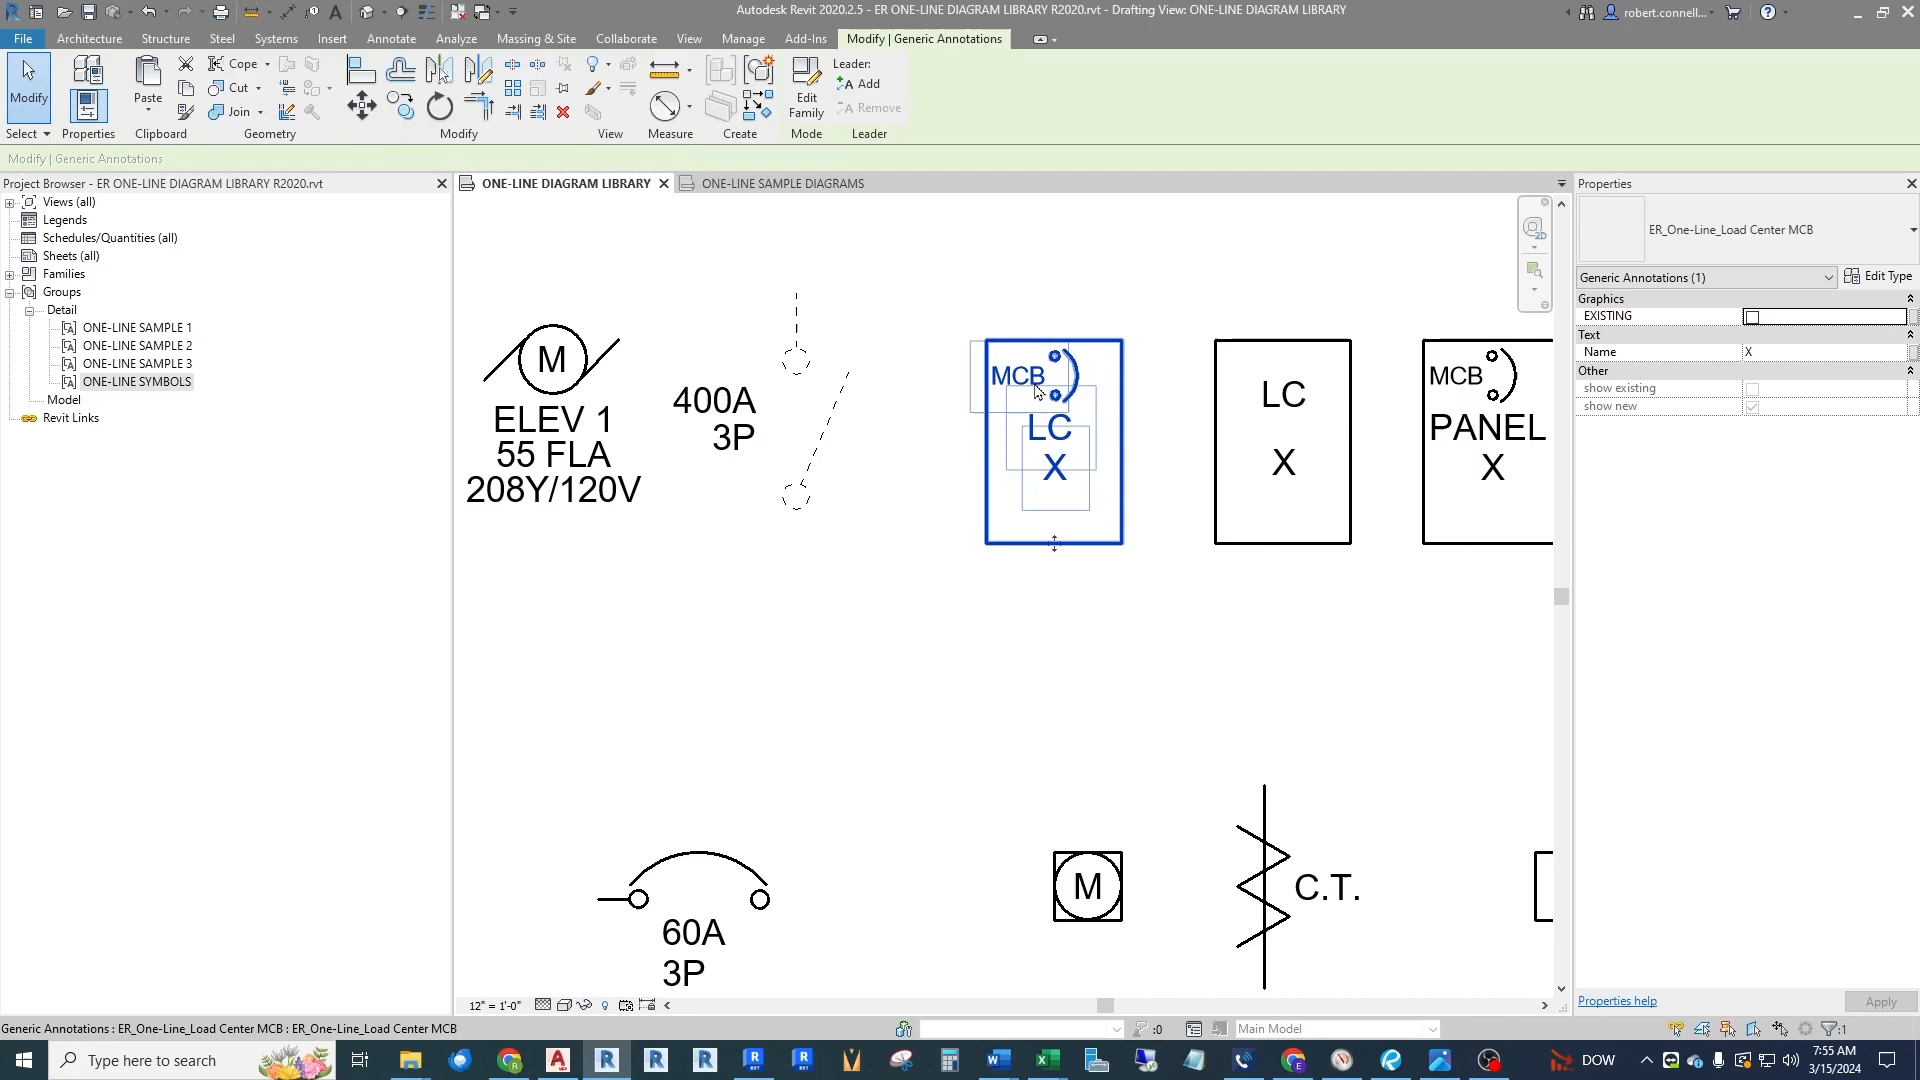 Autodesk Revit 2020.2.5 - ER ONE-LINE DIAGRAM LIBRARY R2020.rvt - Drafting View: ONE-LINE DIAGRAM LIBRARY
robert.connell...
File Architecture Structure Steel Systems Insert Annotate Analyze Massing & Site Collaborate View Manage Add-Ins Modify | Generic Annotations
Modify
Paste
Cope
Cut
Join
Edit
Family
Leader:
Add
Remove
Select Properties Clipboard Geometry Modify View Measure Create Mode Leader
Modify | Generic Annotations
Project Browser - ER ONE-LINE DIAGRAM LIBRARY R2020.rvt
Views (all)
Legends
Schedules/Quantities (all)
Sheets (all)
Families
Groups
Detail
ONE-LINE SAMPLE 1
ONE-LINE SAMPLE 2
ONE-LINE SAMPLE 3
ONE-LINE SYMBOLS
Model
Revit Links
ONE-LINE DIAGRAM LIBRARY
ONE-LINE SAMPLE DIAGRAMS
2D
M
ELEV 1
55 FLA
208Y/120V
400A
3P
MCB
LC
X
LC
X
MCB
PANEL
X
60A
3P
M
C.T.
12" = 1'-0"
Properties
ER_One-Line_Load Center MCB
Generic Annotations (1)
Edit Type
Graphics
EXISTING
Text
Name X
Other
show existing
show new
Properties help
Apply
Generic Annotations : ER_One-Line_Load Center MCB : ER_One-Line_Load Center MCB
:0
Main Model
:1
Type here to search
DOW
7:55 AM
3/15/2024